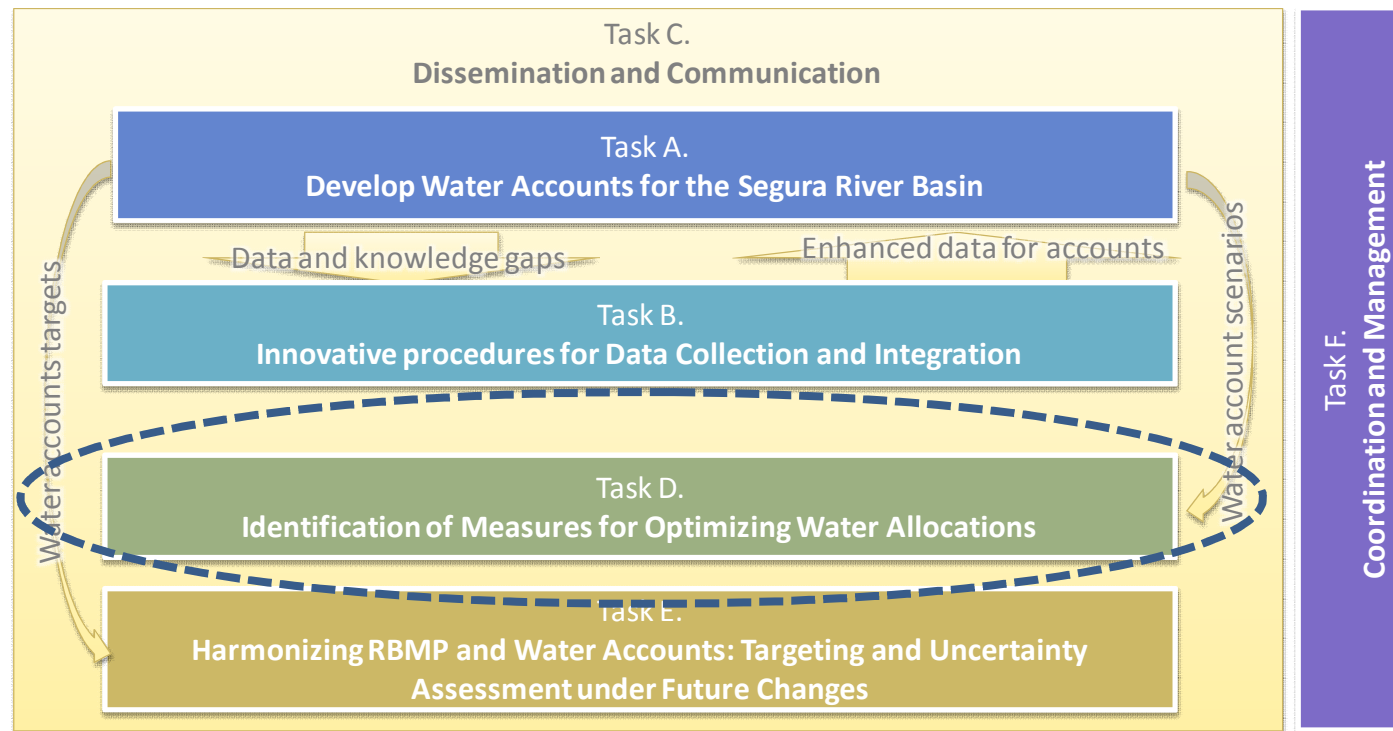 Task C.
Dissemination and Communication
Task A.
Develop Water Accounts for the Segura River Basin
Data and knowledge gaps
Enhanced data for accounts
Task B.
Innovative procedures for Data Collection and Integration
Task D.
Identification of Measures for Optimizing Water Allocations
Task E.
Harmonizing RBMP and Water Accounts: Targeting and Uncertainty
Assessment under Future Changes
Water accounts targets
Water account scenarios
Task F.
Coordination and Management